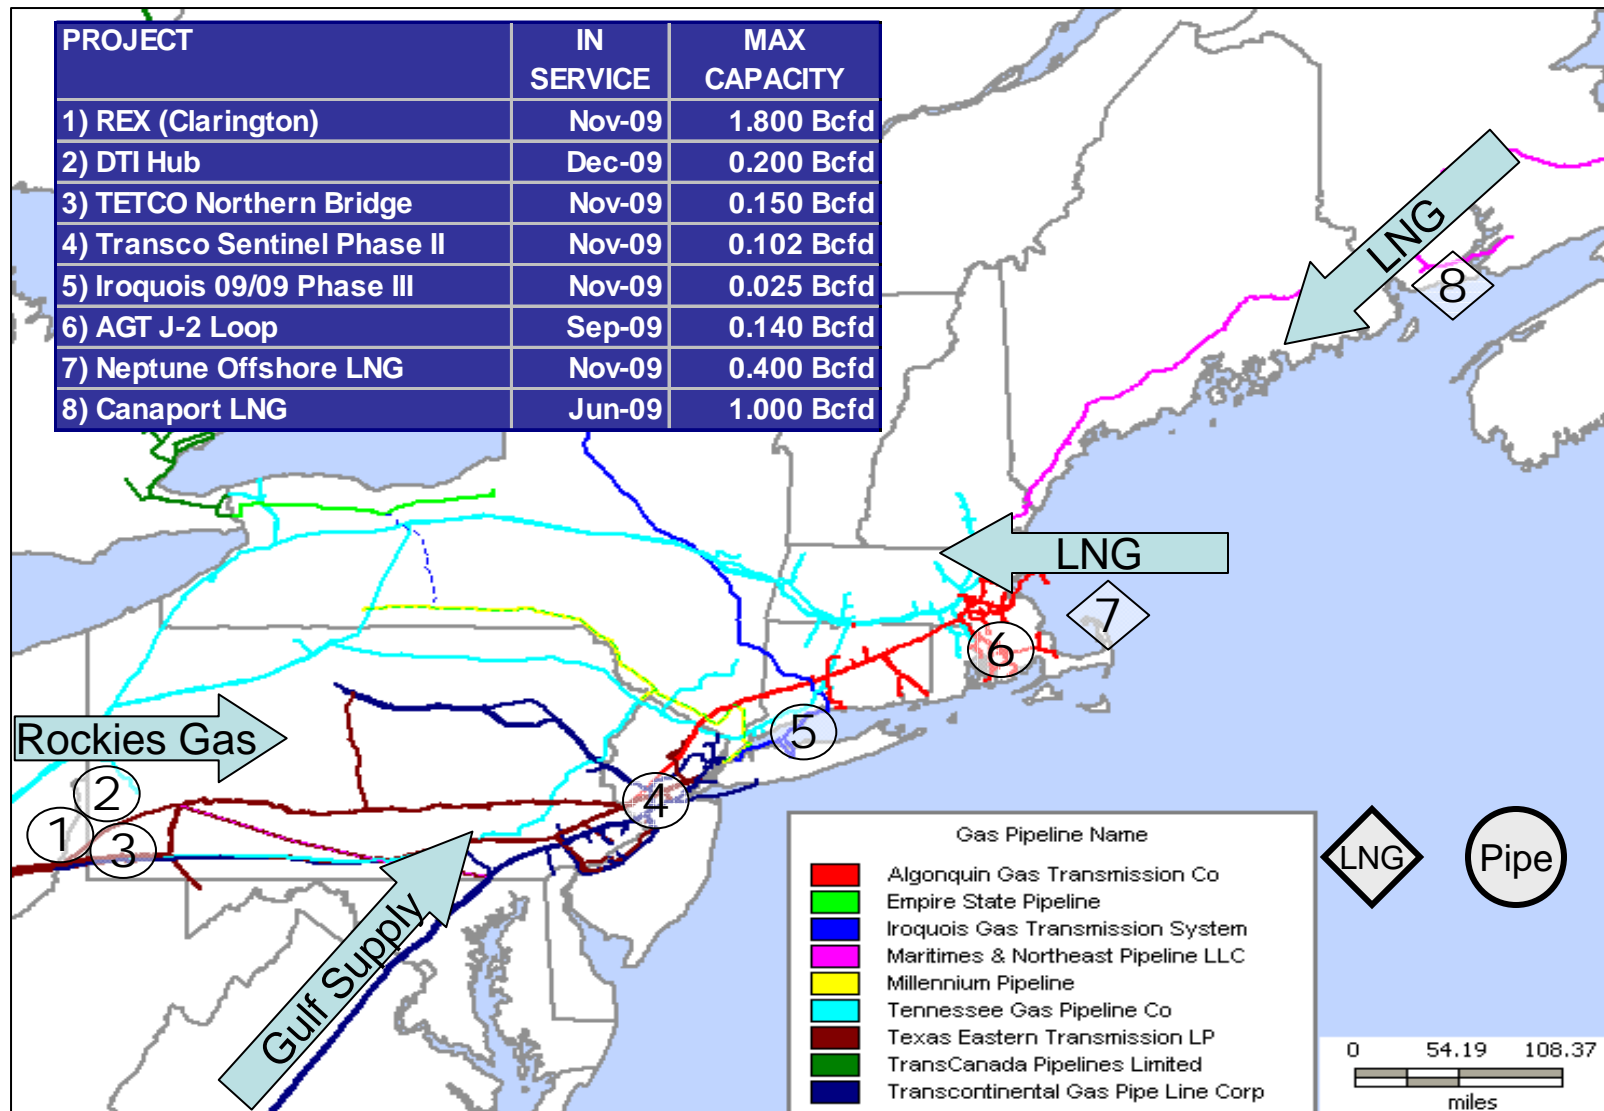 PROJECT IN SERVICE MAX CAPACITY
1) REX (Clarington) Nov-09 1.800 Bcfd
2) DTI Hub Dec-09 0.200 Bcfd
3) TETCO Northern Bridge Nov-09 0.150 Bcfd
4) Transco Sentinel Phase II Nov-09 0.102 Bcfd
5) Iroquois 09/09 Phase III Nov-09 0.025 Bcfd
6) AGT J-2 Loop Sep-09 0.140 Bcfd
7) Neptune Offshore LNG Nov-09 0.400 Bcfd
8) Canaport LNG Jun-09 1.000 Bcfd
LNG
8
LNG
7
6
5
Rockies Gas
2
4
1
3
Gulf Supply
Gas Pipeline Name
Algonquin Gas Transmission Co
Empire State Pipeline
Iroquois Gas Transmission System
Maritimes & Northeast Pipeline LLC
Millennium Pipeline
Tennessee Gas Pipeline Co
Texas Eastern Transmission LP
TransCanada Pipelines Limited
Transcontinental Gas Pipe Line Corp
LNG
Pipe
0 54.19 108.37
miles